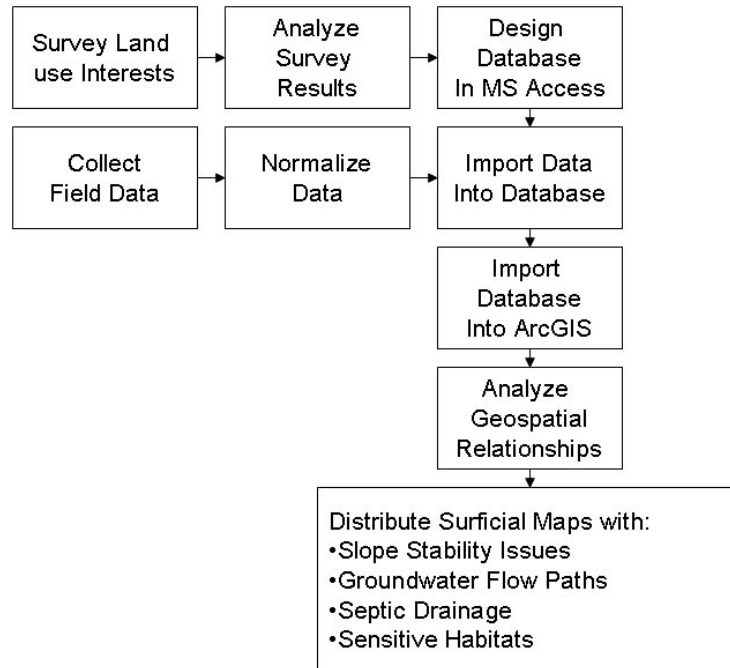 Survey Land
use Interests
Analyze
Survey
Results
Design
Database
In MS Access
Collect
Field Data
Normalize
Data
Import Data
Into Database
Import
Database
Into ArcGIS
Analyze
Geospatial
Relationships
Distribute Surficial Maps with:
•Slope Stability Issues
•Groundwater Flow Paths
•Septic Drainage
•Sensitive Habitats